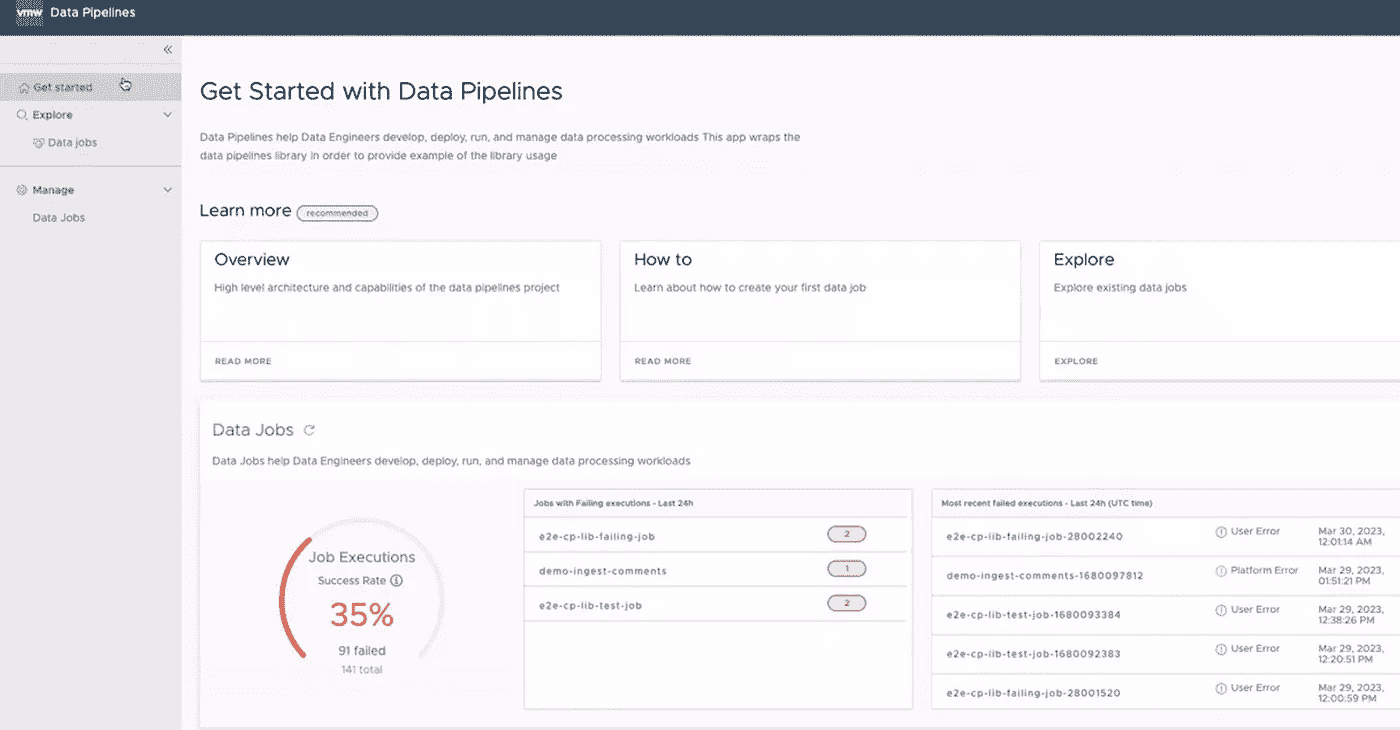 vmw Data Pipelines
Get started
Explore
Data jobs
Manage
Data Jobs
Get Started with Data Pipelines
Data Pipelines help Data Engineers develop, deploy, run, and manage data processing workloads This app wraps the
data pipelines library in order to provide example of the library usage
Learn more recommended
Overview
High level architecture and capabilities of the data pipelines project
READ MORE
How to
Learn about how to create your first data job
READ MORE
Explore
Explore existing data jobs
EXPLORE
Data Jobs
Data Jobs help Data Engineers develop, deploy, run, and manage data processing workloads
Job Executions
Success Rate
35%
91 failed
141 total
Jobs with Failing executions - Last 24h
e2e-cp-lib-failing-job 2
demo-ingest-comments 1
e2e-cp-lib-test-job 2
Most recent failed executions - Last 24h (UTC time)
e2e-cp-lib-failing-job-28002240 User Error Mar 30, 2023,
12:01:14 AM
demo-ingest-comments-1680097812 Platform Error Mar 29, 2023,
01:51:21 PM
e2e-cp-lib-test-job-1680093384 User Error Mar 29, 2023,
12:38:26 PM
e2e-cp-lib-test-job-1680092383 User Error Mar 29, 2023,
12:20:51 PM
e2e-cp-lib-failing-job-28001520 User Error Mar 29, 2023,
12:00:59 PM